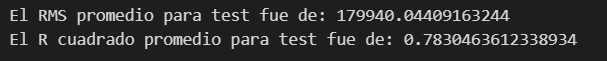 El RMS promedio para test fue de: 179940.04409163244
El R cuadrado promedio para test fue de: 0.7830463612338934